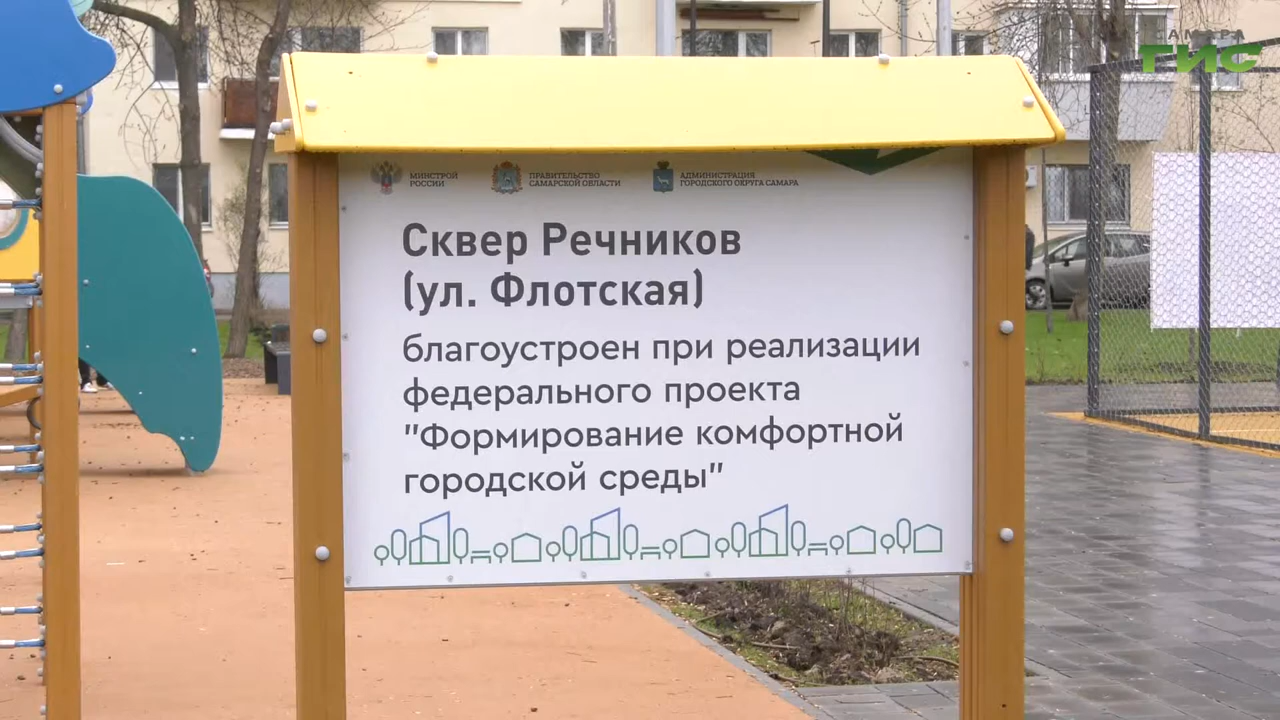 САМАРА
ГИС
МИНСТРОЙ
РОССИИ
ПРАВИТЕЛЬСТВО
САМАРСКОЙ ОБЛАСТИ
АДМИНИСТРАЦИЯ
ГОРОДСКОГО ОКРУГА САМАРА
Сквер Речников
(ул. Флотская)
благоустроен при реализации
федерального проекта
"Формирование комфортной
городской среды"